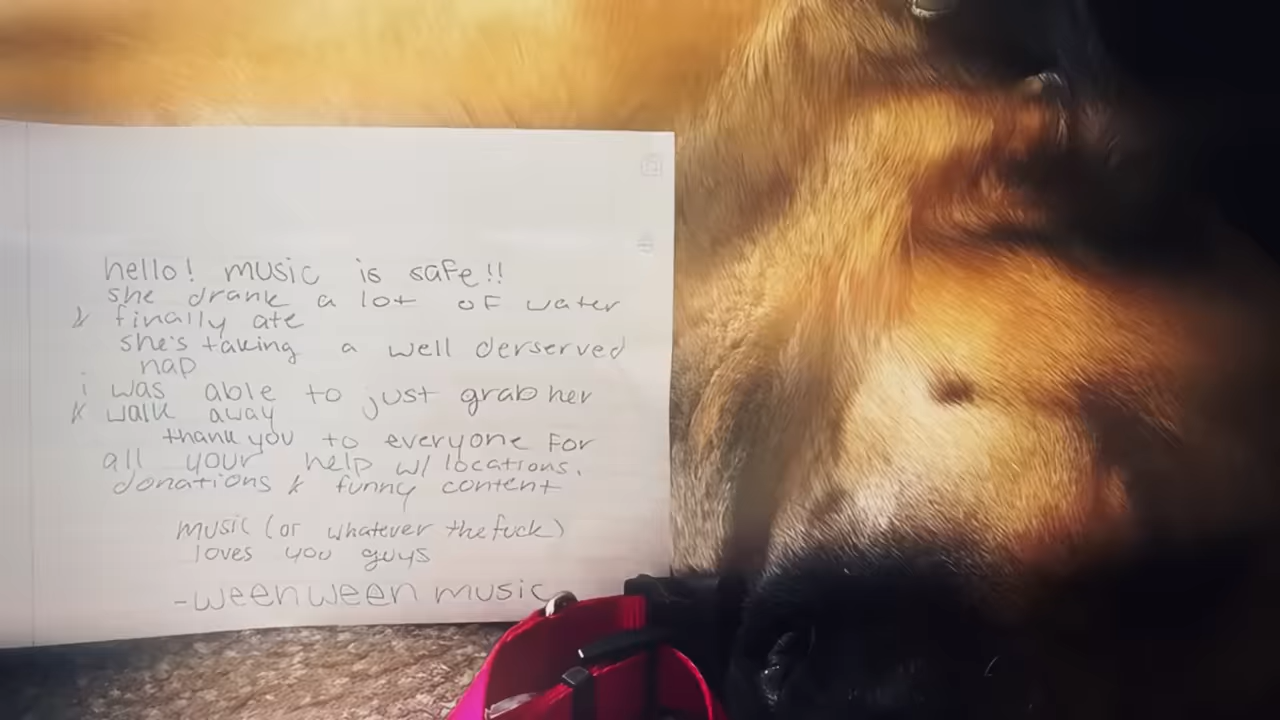 hello! music is safe!!
she drank a lot of water
& finally ate
she's taking a well derserved
nap
i was able to just grab her
& walk away
thank you to everyone for
all your help w/ locations,
donations & funny content
music (or whatever the fuck)
loves you guys
-weenween music